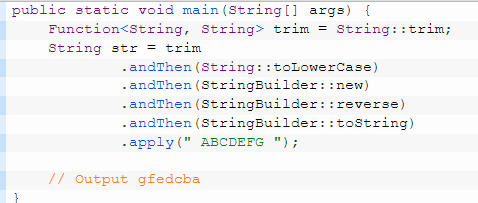 public static void main(String[] args) {
    Function<String, String> trim = String::trim;
    String str = trim
            .andThen(String::toLowerCase)
            .andThen(StringBuilder::new)
            .andThen(StringBuilder::reverse)
            .andThen(StringBuilder::toString)
            .apply(" ABCDEFG ");
    // Output gfedcba
}